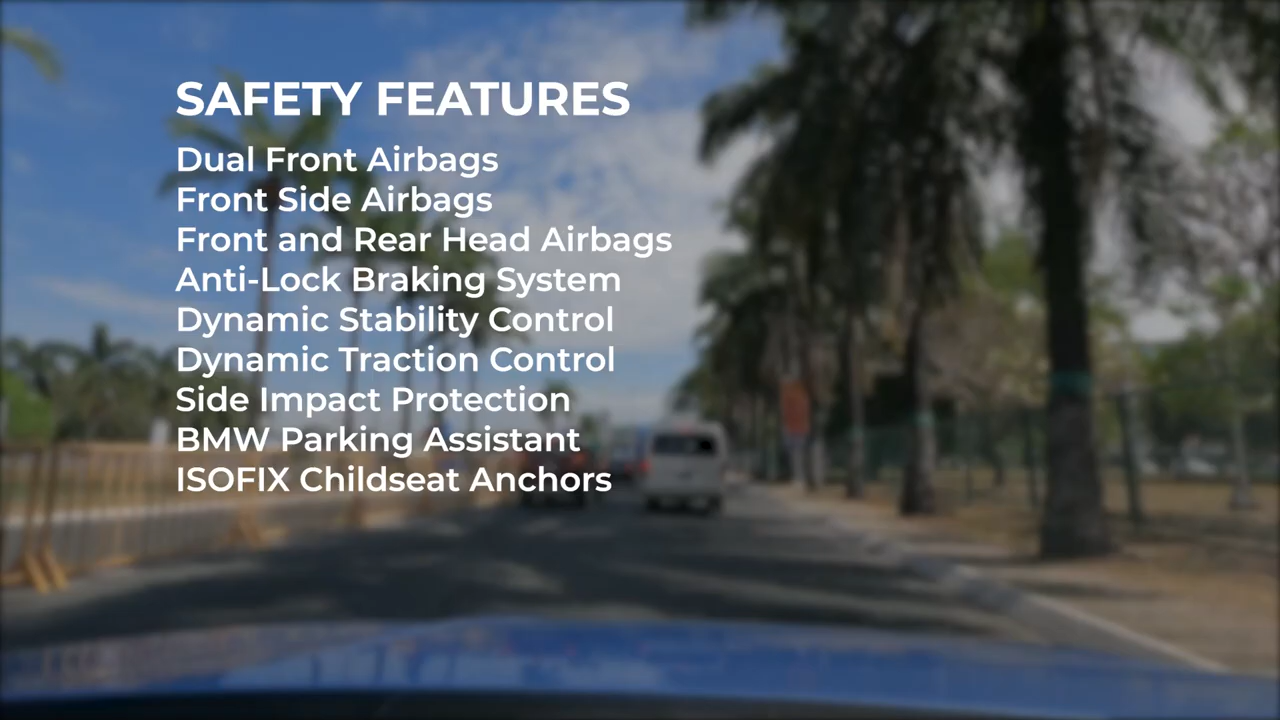 SAFETY FEATURES
Dual Front Airbags
Front Side Airbags
Front and Rear Head Airbags
Anti-Lock Braking System
Dynamic Stability Control
Dynamic Traction Control
Side Impact Protection
BMW Parking Assistant
ISOFIX Childseat Anchors